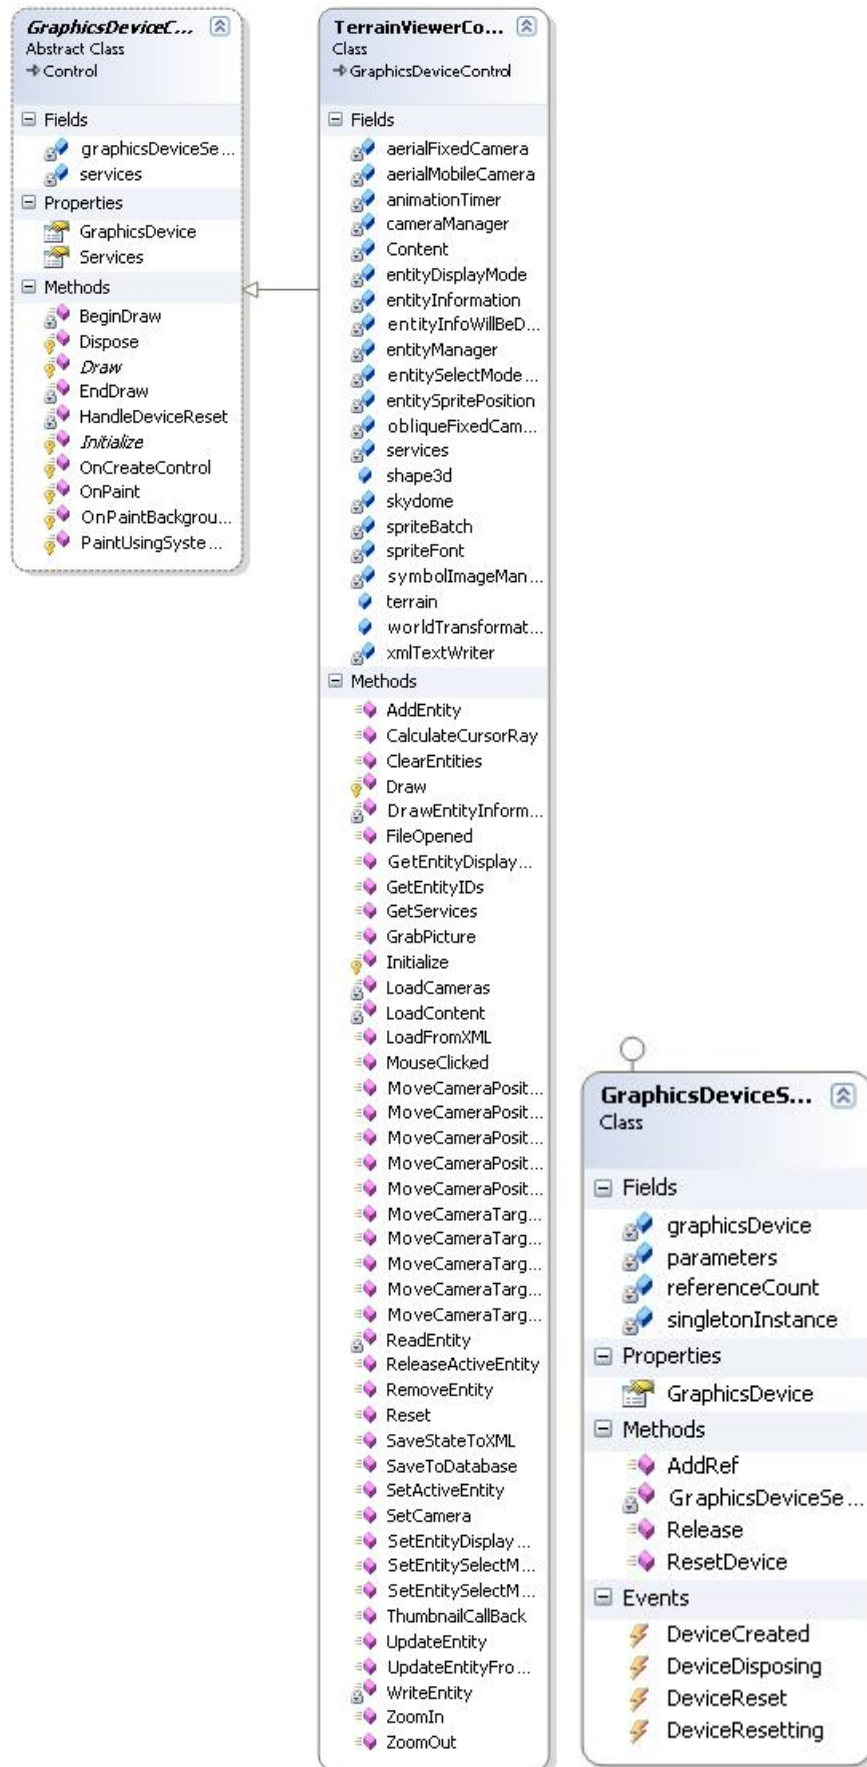 GraphicsDeviceC...
Abstract Class
Control
Fields
graphicsDeviceSe...
services
Properties
GraphicsDevice
Services
Methods
BeginDraw
Dispose
Draw
EndDraw
HandleDeviceReset
Initialize
OnCreateControl
OnPaint
OnPaintBackgrou...
PaintUsingSyste...
TerrainViewerCo...
Class
GraphicsDeviceControl
Fields
aerialFixedCamera
aerialMobileCamera
animationTimer
cameraManager
Content
entityDisplayMode
entityInformation
entityInfoWillBeD...
entityManager
entitySelectMode...
entitySpritePosition
obliqueFixedCam...
services
shape3d
skydome
spriteBatch
spriteFont
symbolImageMan...
terrain
worldTransformat...
xmlTextWriter
Methods
AddEntity
CalculateCursorRay
ClearEntities
Draw
DrawEntityInform...
FileOpened
GetEntityDisplay...
GetEntityIDs
GetServices
GrabPicture
Initialize
LoadCameras
LoadContent
LoadFromXML
MouseClicked
MoveCameraPosit...
MoveCameraPosit...
MoveCameraPosit...
MoveCameraPosit...
MoveCameraPosit...
MoveCameraTarg...
MoveCameraTarg...
MoveCameraTarg...
MoveCameraTarg...
MoveCameraTarg...
ReadEntity
ReleaseActiveEntity
RemoveEntity
Reset
SaveStateToXML
SaveToDatabase
SetActiveEntity
SetCamera
SetEntityDisplay...
SetEntitySelectM...
SetEntitySelectM...
ThumbnailCallBack
UpdateEntity
UpdateEntityFro...
WriteEntity
ZoomIn
ZoomOut
GraphicsDeviceS...
Class
Fields
graphicsDevice
parameters
referenceCount
singletonInstance
Properties
GraphicsDevice
Methods
AddRef
GraphicsDeviceSe...
Release
ResetDevice
Events
DeviceCreated
DeviceDisposing
DeviceReset
DeviceResetting